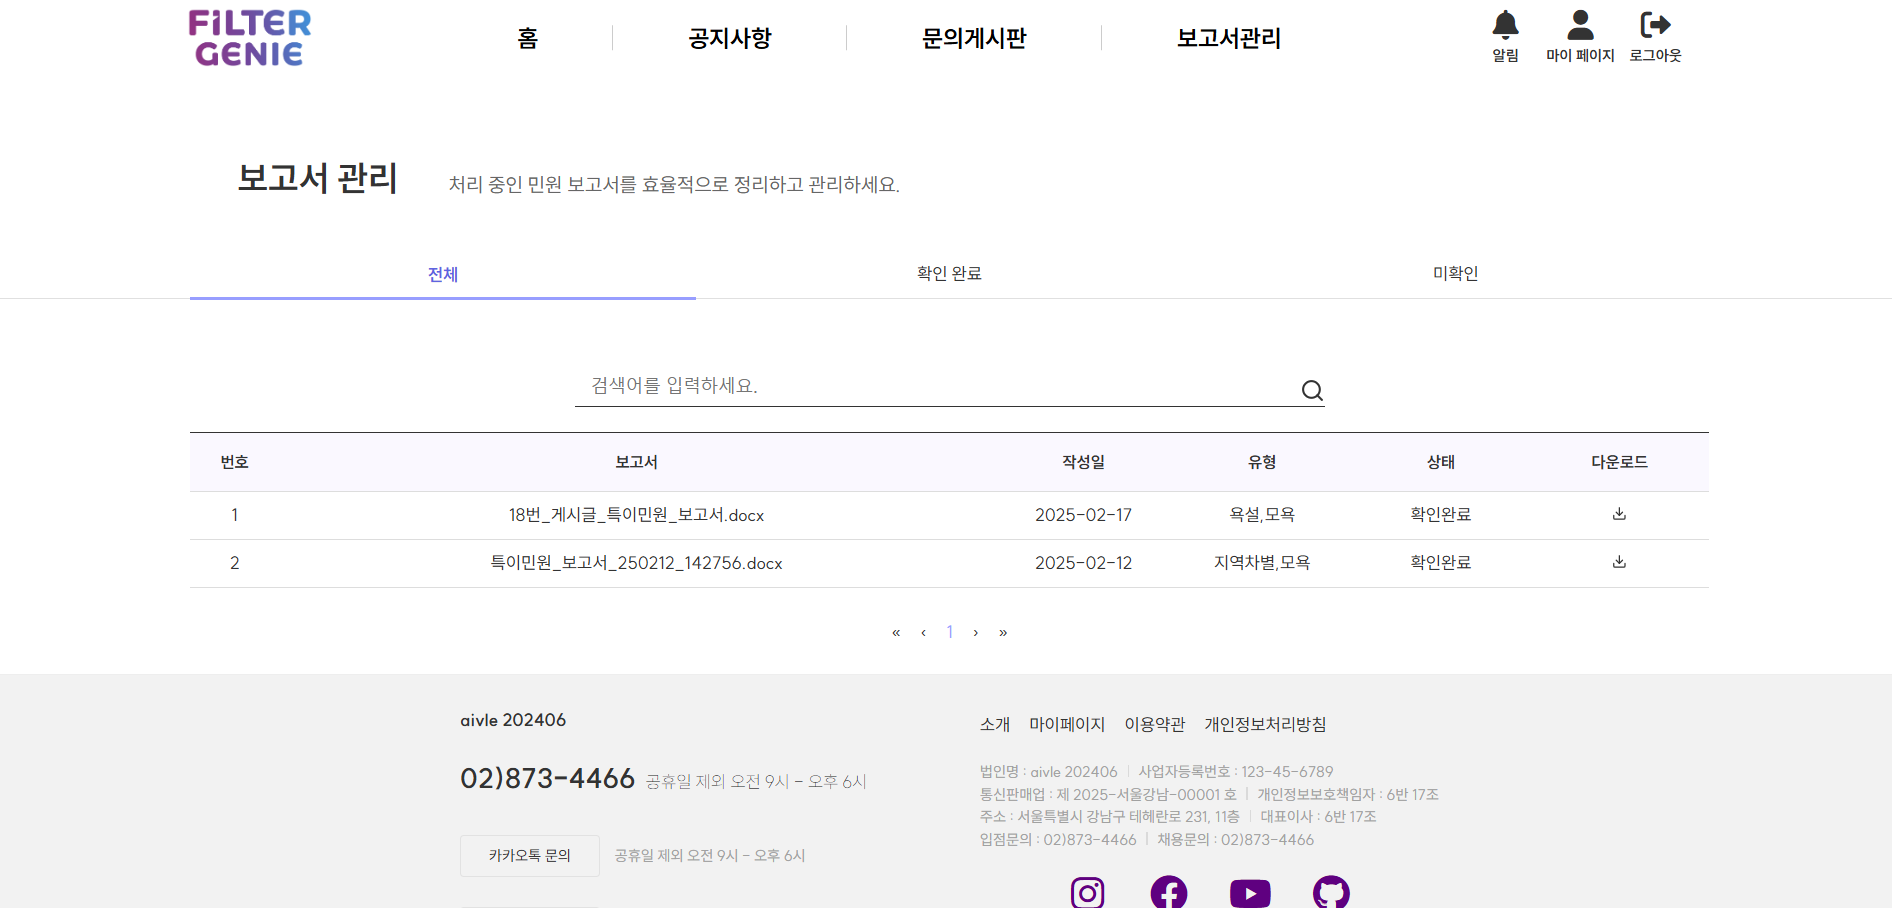 FiLTER
GENIE
홈 공지사항 문의게시판 보고서관리
알림 마이 페이지 로그아웃
보고서 관리 처리 중인 민원 보고서를 효율적으로 정리하고 관리하세요.
전체 확인 완료 미확인
검색어를 입력하세요.
번호 보고서 작성일 유형 상태 다운로드
1 18번_게시글_특이민원_보고서.docx 2025-02-17 욕설,모욕 확인완료
2 특이민원_보고서_250212_142756.docx 2025-02-12 지역차별,모욕 확인완료
« ‹ 1 › »
aivle 202406
02)873-4466 공휴일 제외 오전 9시 - 오후 6시
카카오톡 문의 공휴일 제외 오전 9시 - 오후 6시
소개 마이페이지 이용약관 개인정보처리방침
법인명 : aivle 202406 | 사업자등록번호 : 123-45-6789
통신판매업 : 제 2025-서울강남-00001 호 | 개인정보보호책임자 : 6반 17조
주소 : 서울특별시 강남구 테헤란로 231, 11층 | 대표이사 : 6반 17조
입점문의 : 02)873-4466 | 채용문의 : 02)873-4466